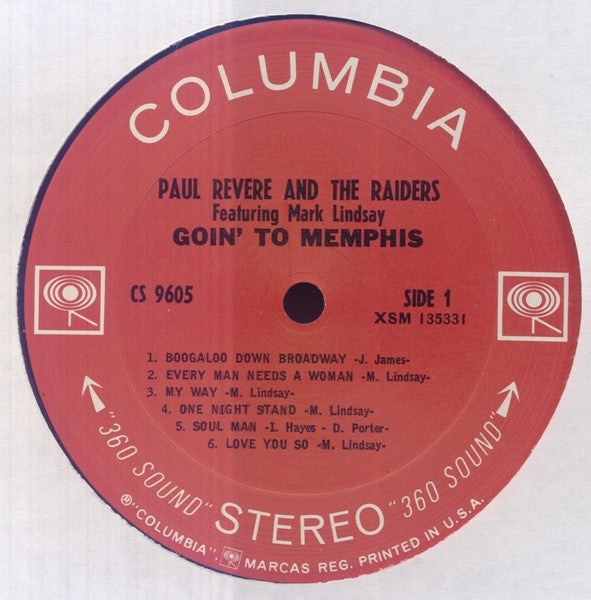 COLUMBIA
PAUL REVERE AND THE RAIDERS
Featuring Mark Lindsay
GOIN' TO MEMPHIS
CS 9605
SIDE 1
XSM 135331
1. BOOGALOO DOWN BROADWAY -J. James-
2. EVERY MAN NEEDS A WOMAN -M. Lindsay-
3. MY WAY -M. Lindsay-
4. ONE NIGHT STAND -M. Lindsay-
5. SOUL MAN -I. Hayes - D. Porter-
6. LOVE YOU SO -M. Lindsay-
"360 SOUND" STEREO "360 SOUND"
®"COLUMBIA", MARCAS REG. PRINTED IN U.S.A.